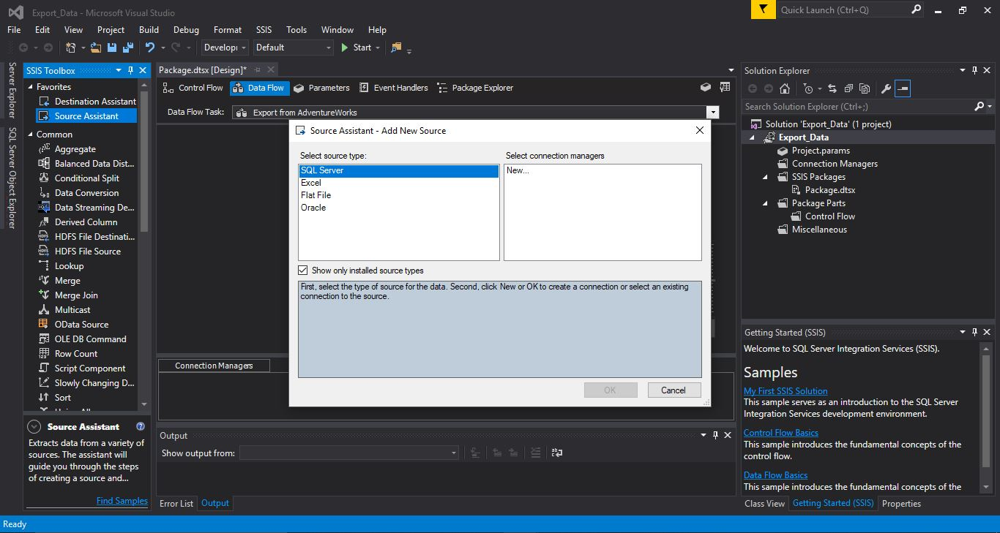 Export_Data - Microsoft Visual Studio
Quick Launch (Ctrl+Q)
File Edit View Project Build Debug Format SSIS Tools Window Help
Developi Default Start
Server Explorer
SQL Server Object Explorer
SSIS Toolbox
Favorites
Destination Assistant
Source Assistant
Common
Aggregate
Balanced Data Dist...
Conditional Split
Data Conversion
Data Streaming De...
Derived Column
HDFS File Destinati...
HDFS File Source
Lookup
Merge
Merge Join
Multicast
OData Source
OLE DB Command
Row Count
Script Component
Slowly Changing D...
Sort
Source Assistant
Extracts data from a variety of
sources. The assistant will
guide you through the steps
of creating a source and...
Find Samples
Package.dtsx [Design]*
Control Flow Data Flow Parameters Event Handlers Package Explorer
Data Flow Task: Export from AdventureWorks
Source Assistant - Add New Source
Select source type:
SQL Server
Excel
Flat File
Oracle
Select connection managers
New...
Show only installed source types
First, select the type of source for the data. Second, click New or OK to create a connection or select an existing
connection to the source.
OK Cancel
Connection Managers
Output
Show output from:
Error List Output
Solution Explorer
Search Solution Explorer (Ctrl+;)
Solution 'Export_Data' (1 project)
Export_Data
Project.params
Connection Managers
SSIS Packages
Package.dtsx
Package Parts
Control Flow
Miscellaneous
Getting Started (SSIS)
Welcome to SQL Server Integration Services (SSIS).
Samples
My First SSIS Solution
This sample serves as an introduction to the SQL Server
Integration Services development environment.
Control Flow Basics
This sample introduces the fundamental concepts of the
control flow.
Data Flow Basics
This sample introduces the fundamental concepts of the
Class View Getting Started (SSIS) Properties
Ready